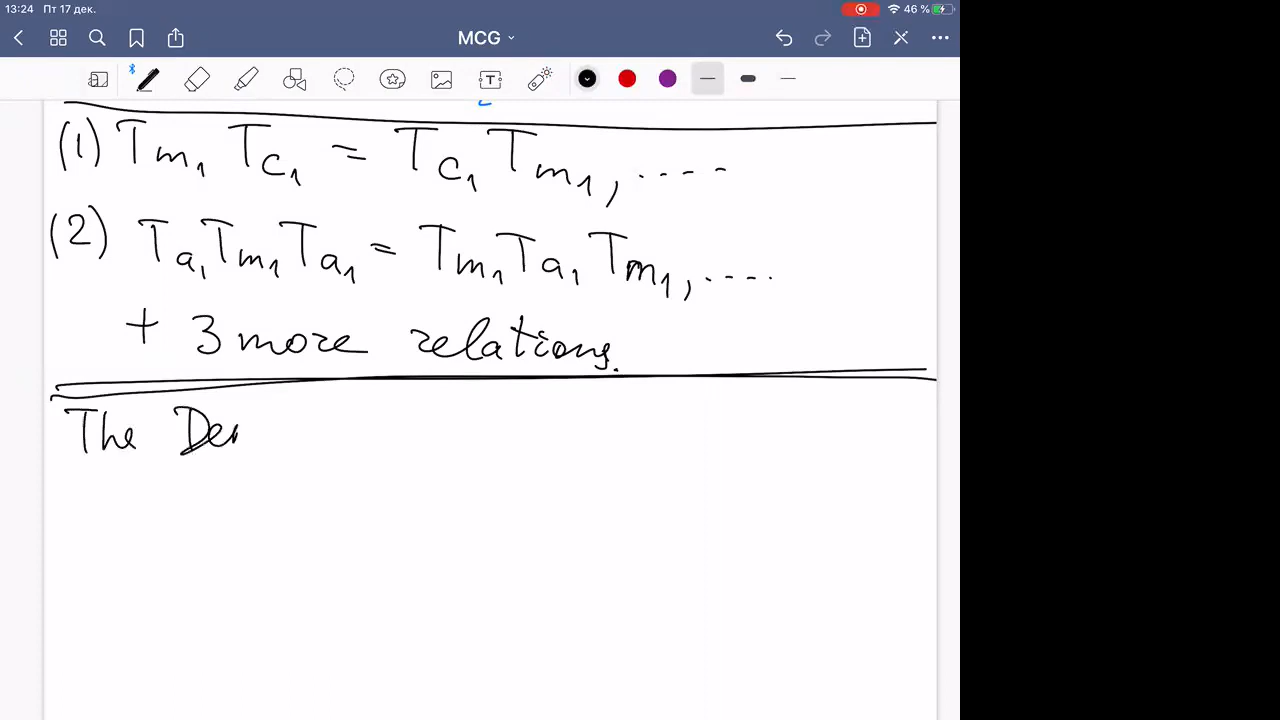 13:24 Пт 17 дек. 46 %
MCG
T
(1) Tm₁ Tc₁ = Tc₁ Tm₁, ....
(2) Ta₁ Tm₁ Ta₁ = Tm₁ Ta₁ Tm₁, ....
+ 3 more relations.
The De